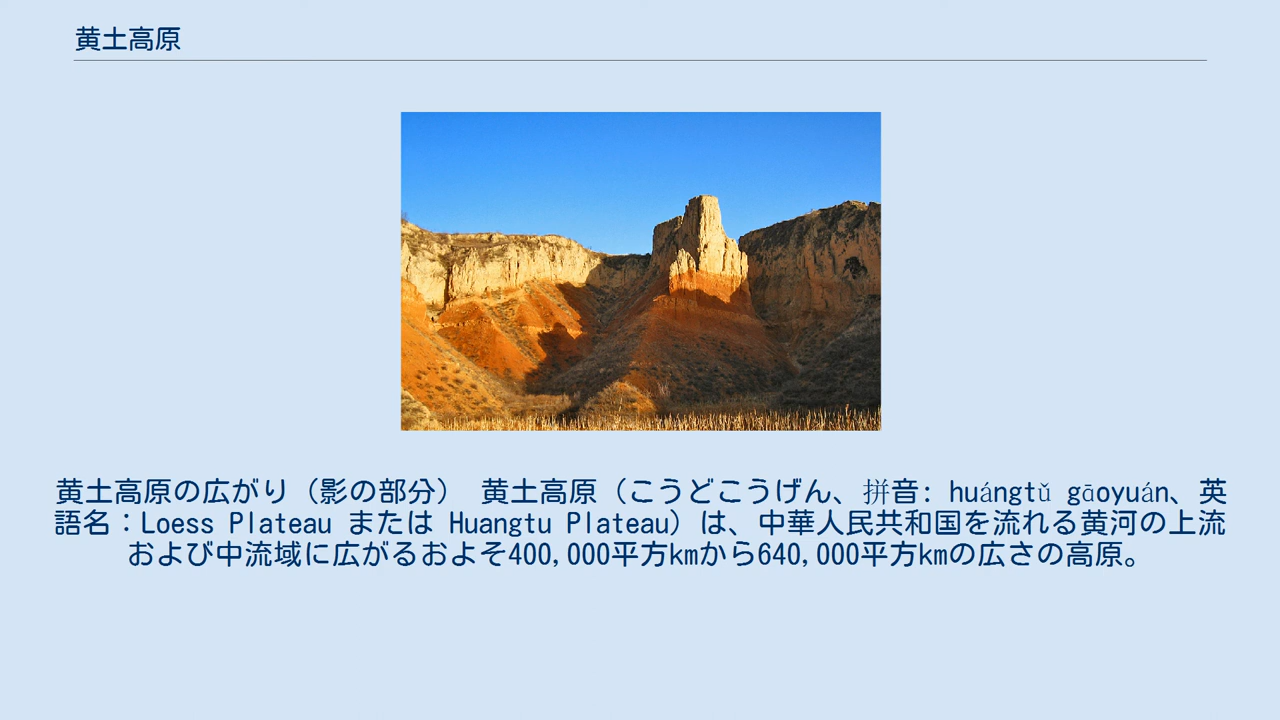 黄土高原
黄土高原の広がり（影の部分） 黄土高原（こうどこうげん、拼音: huángtǔ gāoyuán、英
語名：Loess Plateau または Huangtu Plateau）は、中華人民共和国を流れる黄河の上流
および中流域に広がるおよそ400,000平方kmから640,000平方kmの広さの高原。